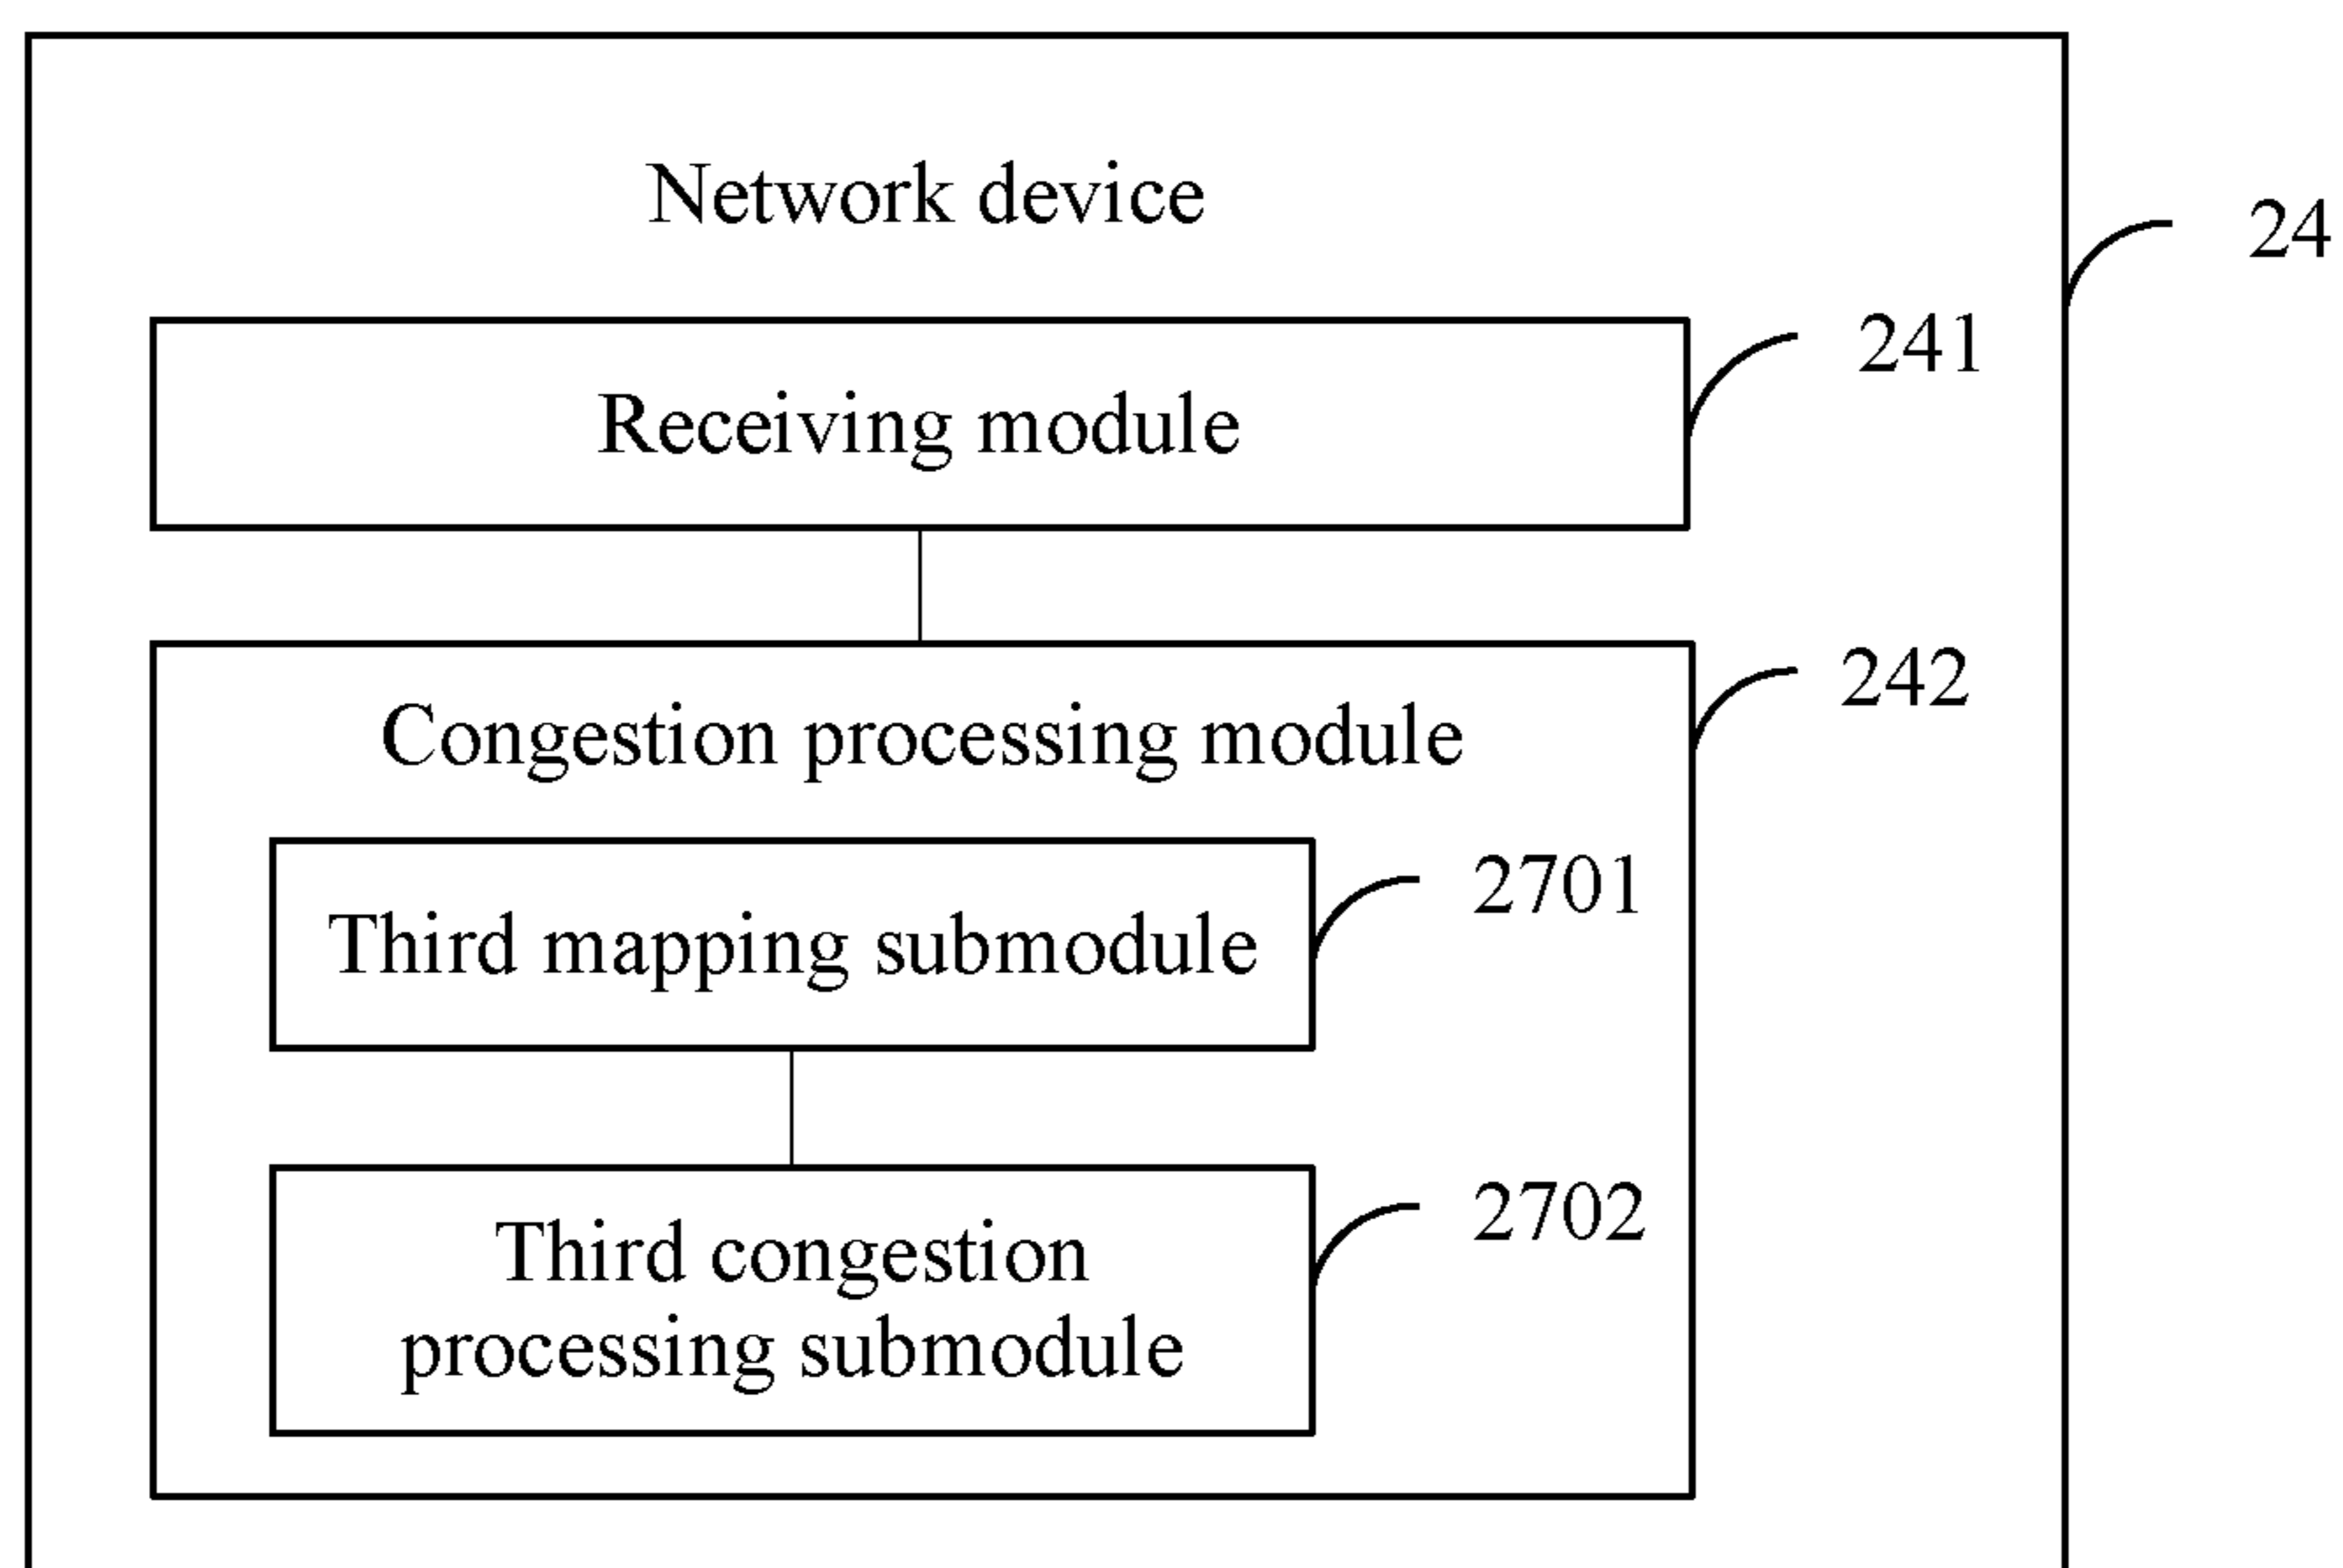 Network device
24
Receiving module
241
Congestion processing module
242
Third mapping submodule
2701
Third congestion
processing submodule
2702